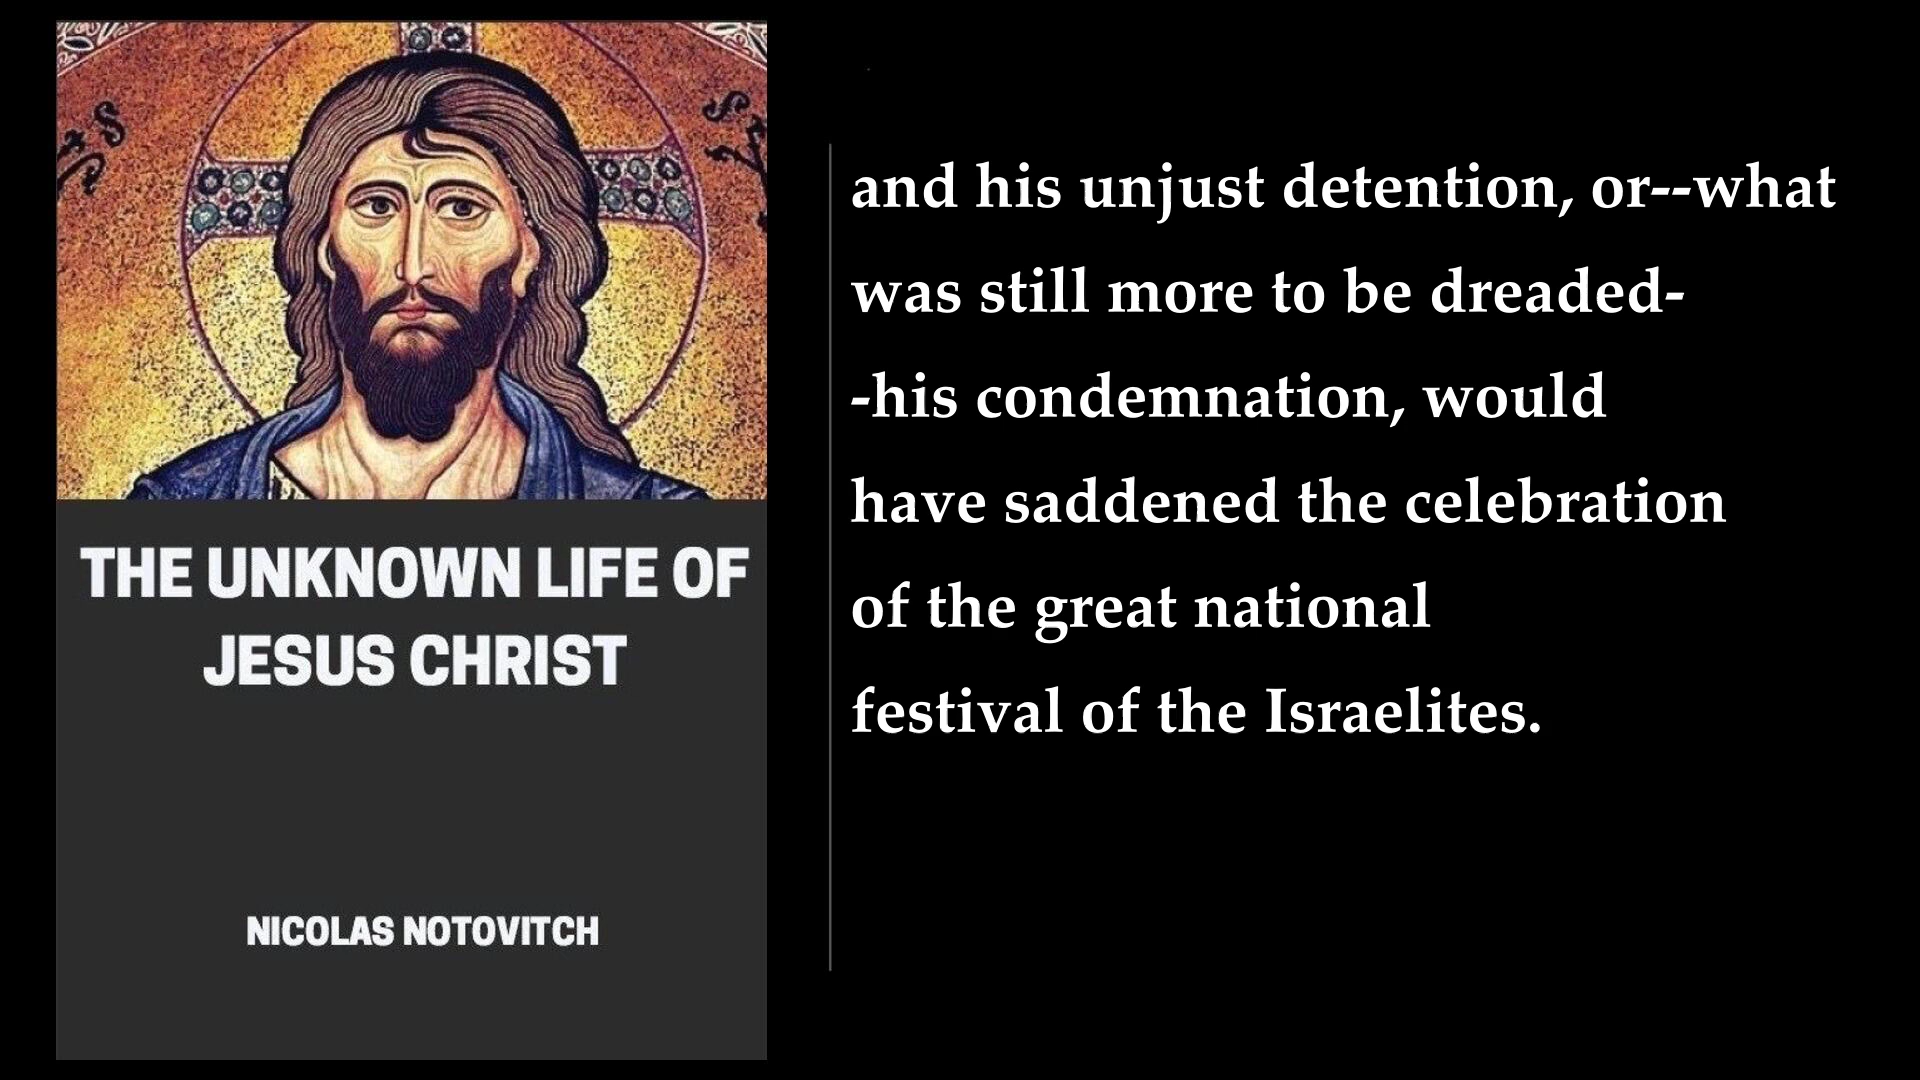 THE UNKNOWN LIFE OF
JESUS CHRIST
NICOLAS NOTOVITCH
and his unjust detention, or--what
was still more to be dreaded-
-his condemnation, would
have saddened the celebration
of the great national
festival of the Israelites.